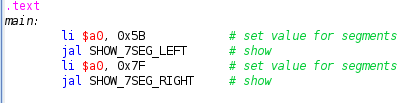 .text
main:
li $a0, 0x5B # set value for segments
jal SHOW_7SEG_LEFT # show
li $a0, 0x7F # set value for segments
jal SHOW_7SEG_RIGHT # show